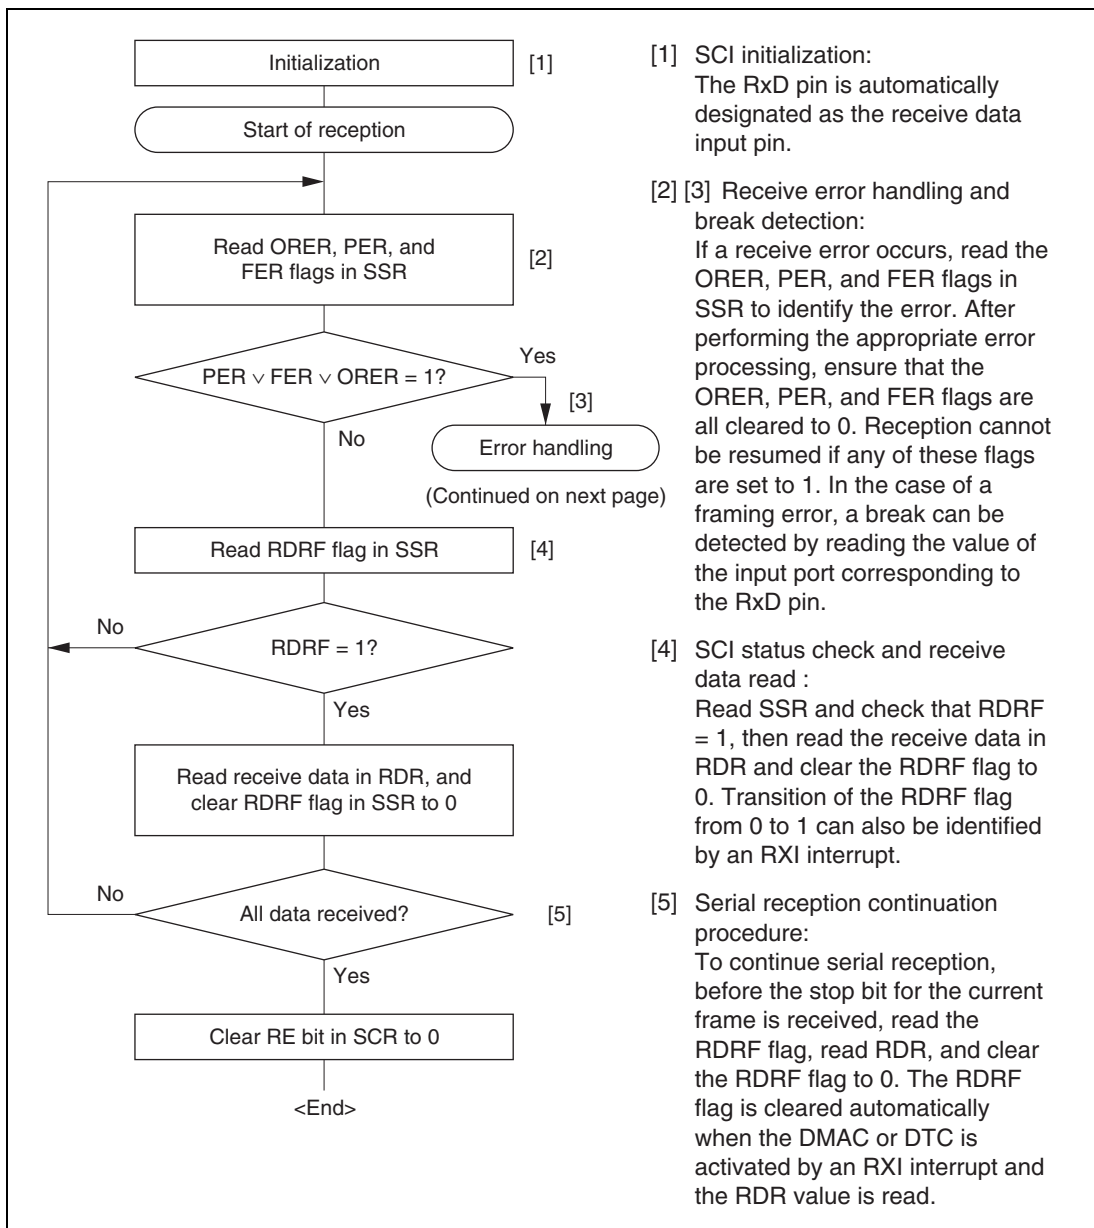 Initialization
[1]
Start of reception
Read ORER, PER, and
FER flags in SSR
[2]
PER ∨ FER ∨ ORER = 1?
Yes
[3]
No
Error handling
(Continued on next page)
Read RDRF flag in SSR
[4]
No
RDRF = 1?
Yes
Read receive data in RDR, and
clear RDRF flag in SSR to 0
No
All data received?
[5]
Yes
Clear RE bit in SCR to 0
<End>
[1] SCI initialization:
The RxD pin is automatically
designated as the receive data
input pin.
[2] [3] Receive error handling and
break detection:
If a receive error occurs, read the
ORER, PER, and FER flags in
SSR to identify the error. After
performing the appropriate error
processing, ensure that the
ORER, PER, and FER flags are
all cleared to 0. Reception cannot
be resumed if any of these flags
are set to 1. In the case of a
framing error, a break can be
detected by reading the value of
the input port corresponding to
the RxD pin.
[4] SCI status check and receive
data read :
Read SSR and check that RDRF
= 1, then read the receive data in
RDR and clear the RDRF flag to
0. Transition of the RDRF flag
from 0 to 1 can also be identified
by an RXI interrupt.
[5] Serial reception continuation
procedure:
To continue serial reception,
before the stop bit for the current
frame is received, read the
RDRF flag, read RDR, and clear
the RDRF flag to 0. The RDRF
flag is cleared automatically
when the DMAC or DTC is
activated by an RXI interrupt and
the RDR value is read.